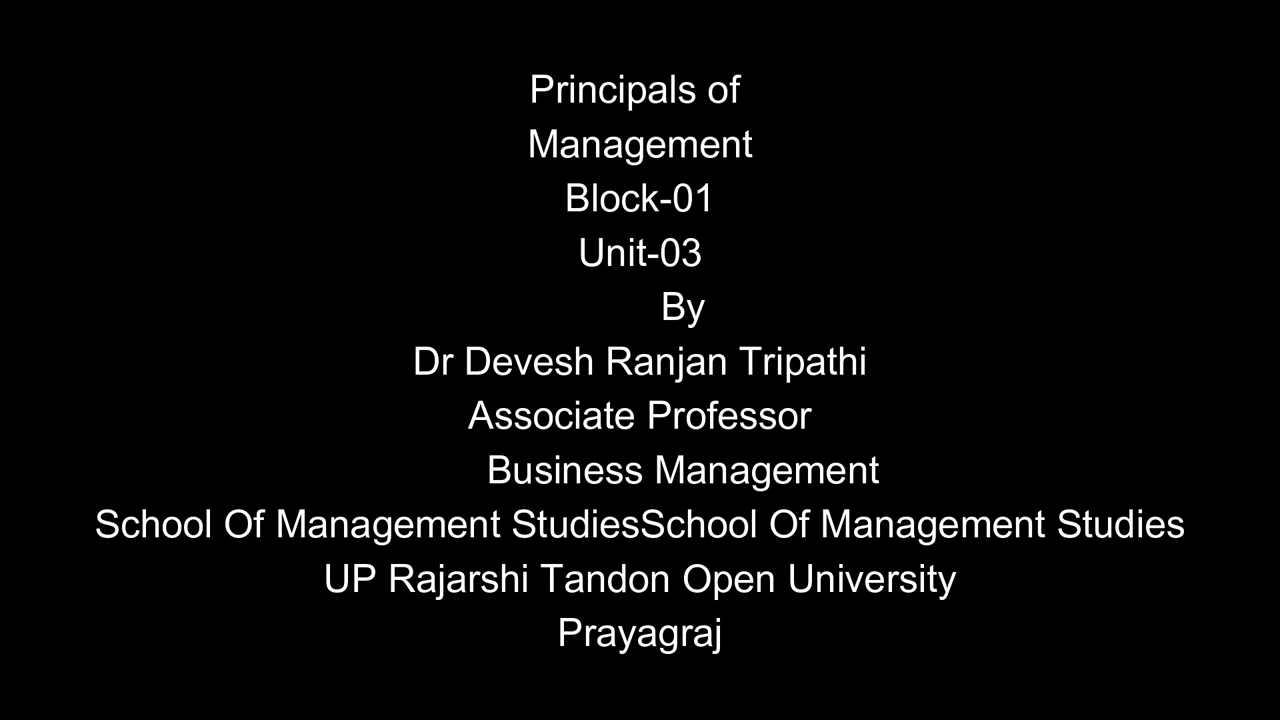 Principals of
Management
Block-01
Unit-03
By
Dr Devesh Ranjan Tripathi
Associate Professor
Business Management
School Of Management StudiesSchool Of Management Studies
UP Rajarshi Tandon Open University
Prayagraj